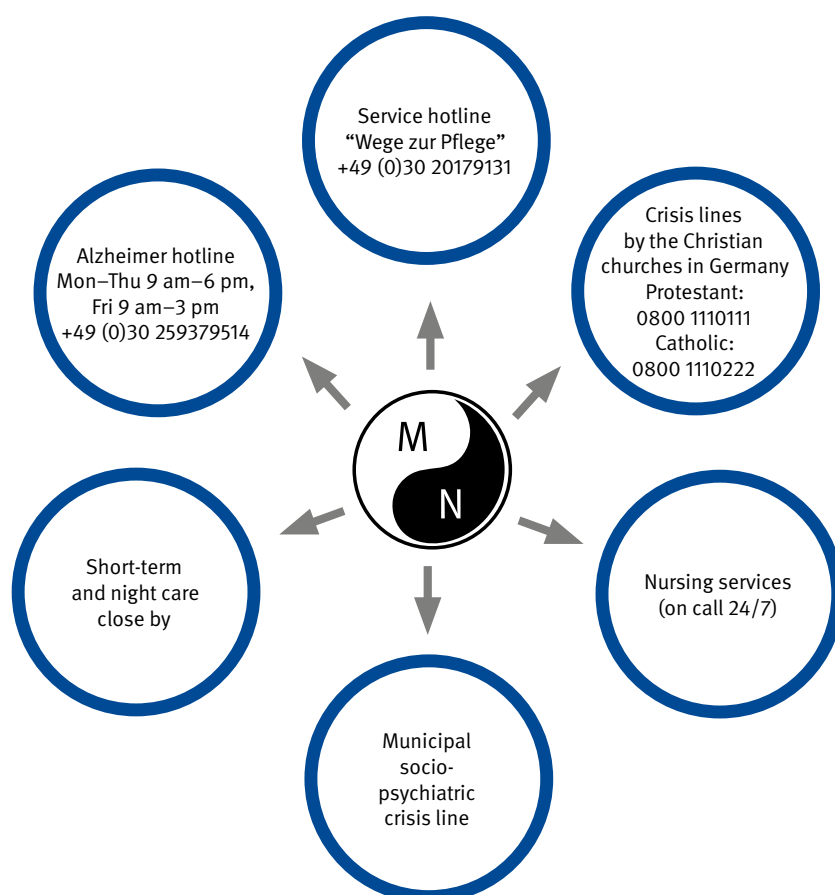 Service hotline
“Wege zur Pflege”
+49 (0)30 20179131
Alzheimer hotline
Mon–Thu 9 am–6 pm,
Fri 9 am–3 pm
+49 (0)30 259379514
Crisis lines
by the Christian
churches in Germany
Protestant:
0800 1110111
Catholic:
0800 1110222
M
N
Short-term
and night care
close by
Nursing services
(on call 24/7)
Municipal
socio-
psychiatric
crisis line